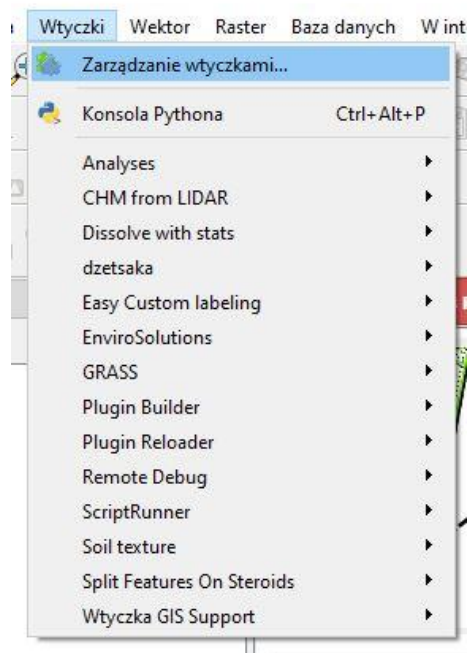 Wtyczki Wektor Raster Baza danych W int
Zarządzanie wtyczkami...
Konsola Pythona Ctrl+Alt+P
Analyses
CHM from LIDAR
Dissolve with stats
dzetsaka
Easy Custom labeling
EnviroSolutions
GRASS
Plugin Builder
Plugin Reloader
Remote Debug
ScriptRunner
Soil texture
Split Features On Steroids
Wtyczka GIS Support